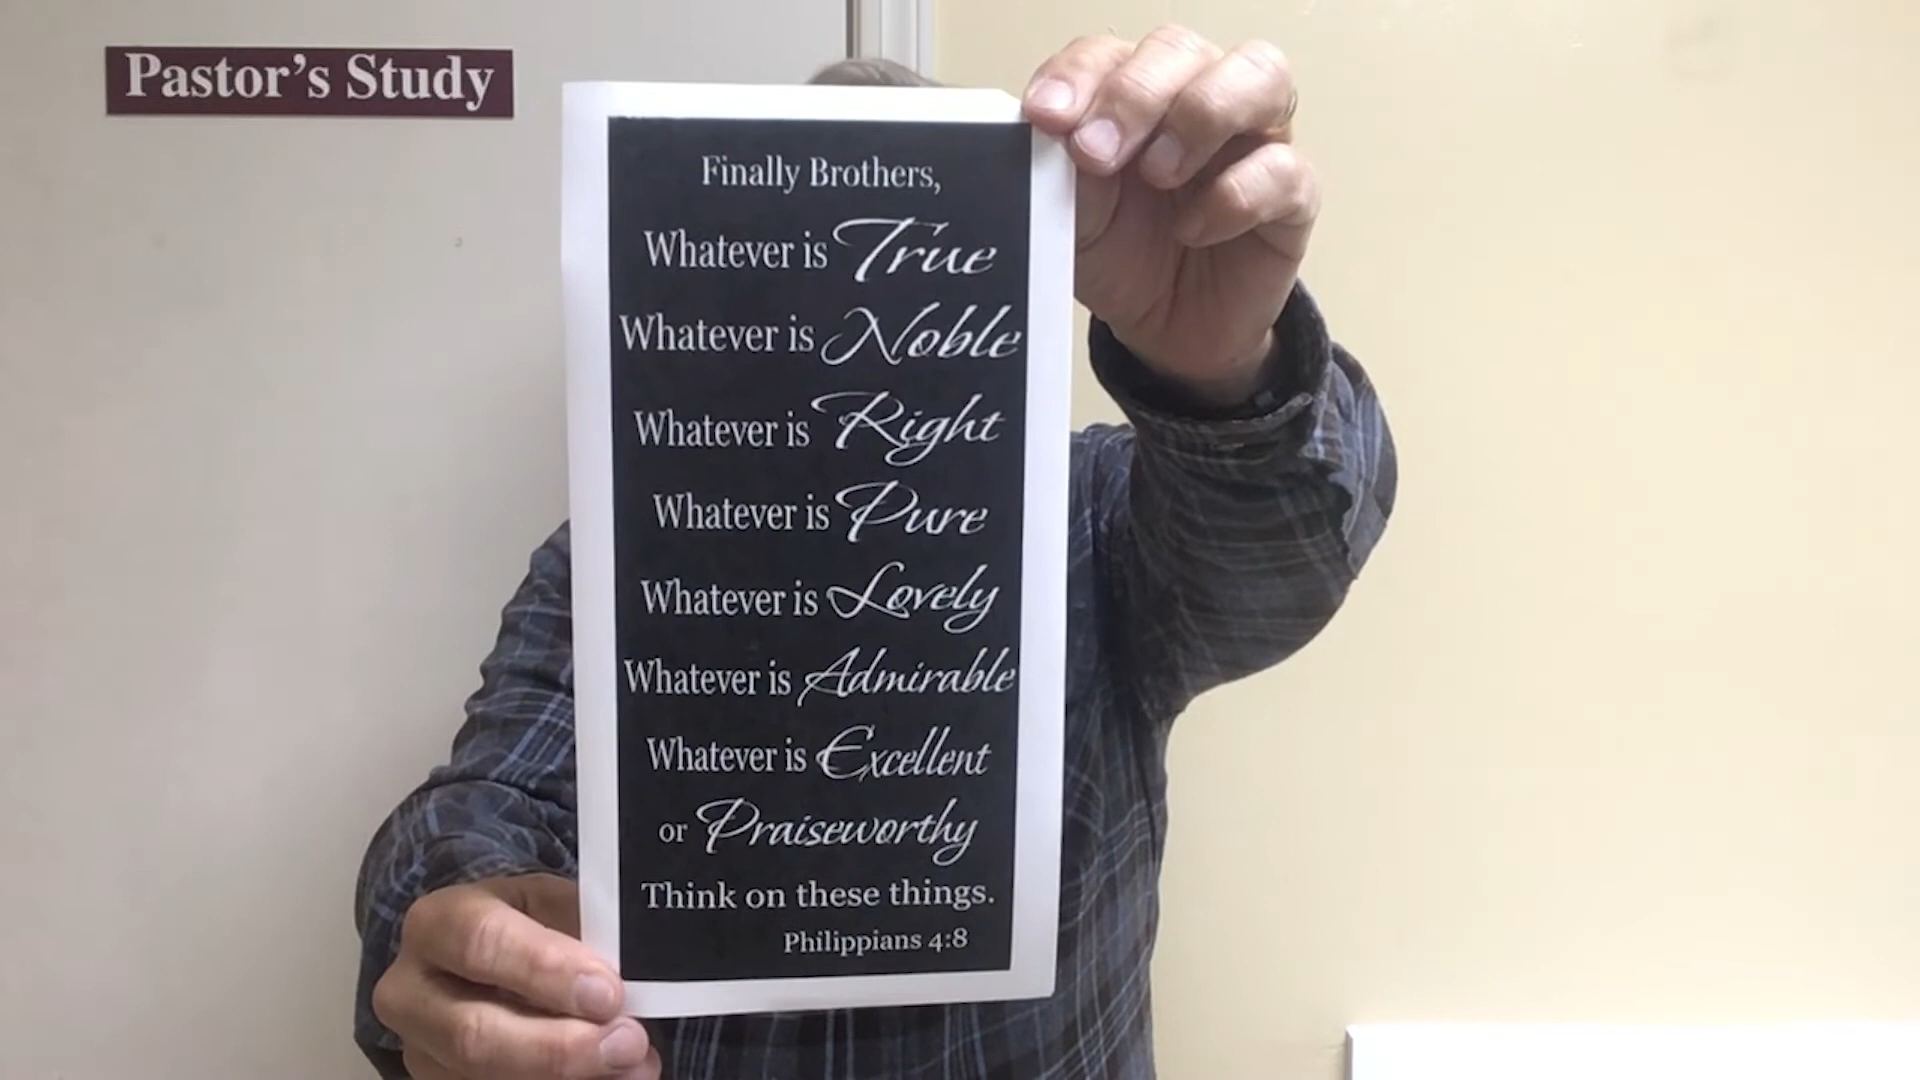 Pastor's Study
Finally Brothers,
Whatever is True
Whatever is Noble
Whatever is Right
Whatever is Pure
Whatever is Lovely
Whatever is Admirable
Whatever is Excellent
or Praiseworthy
Think on these things.
Philippians 4:8